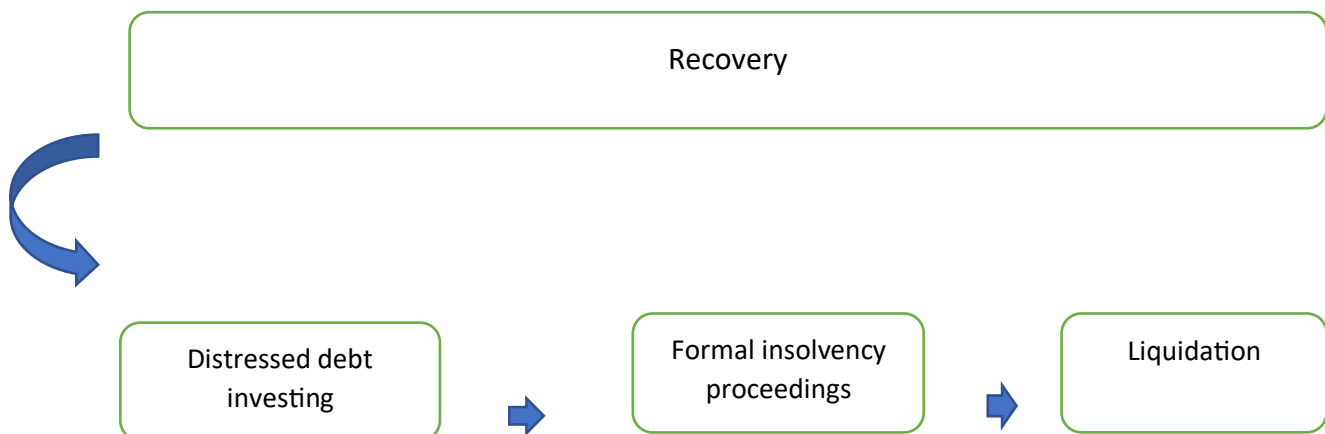 Recovery
Distressed debt
investing
Formal insolvency
proceedings
Liquidation